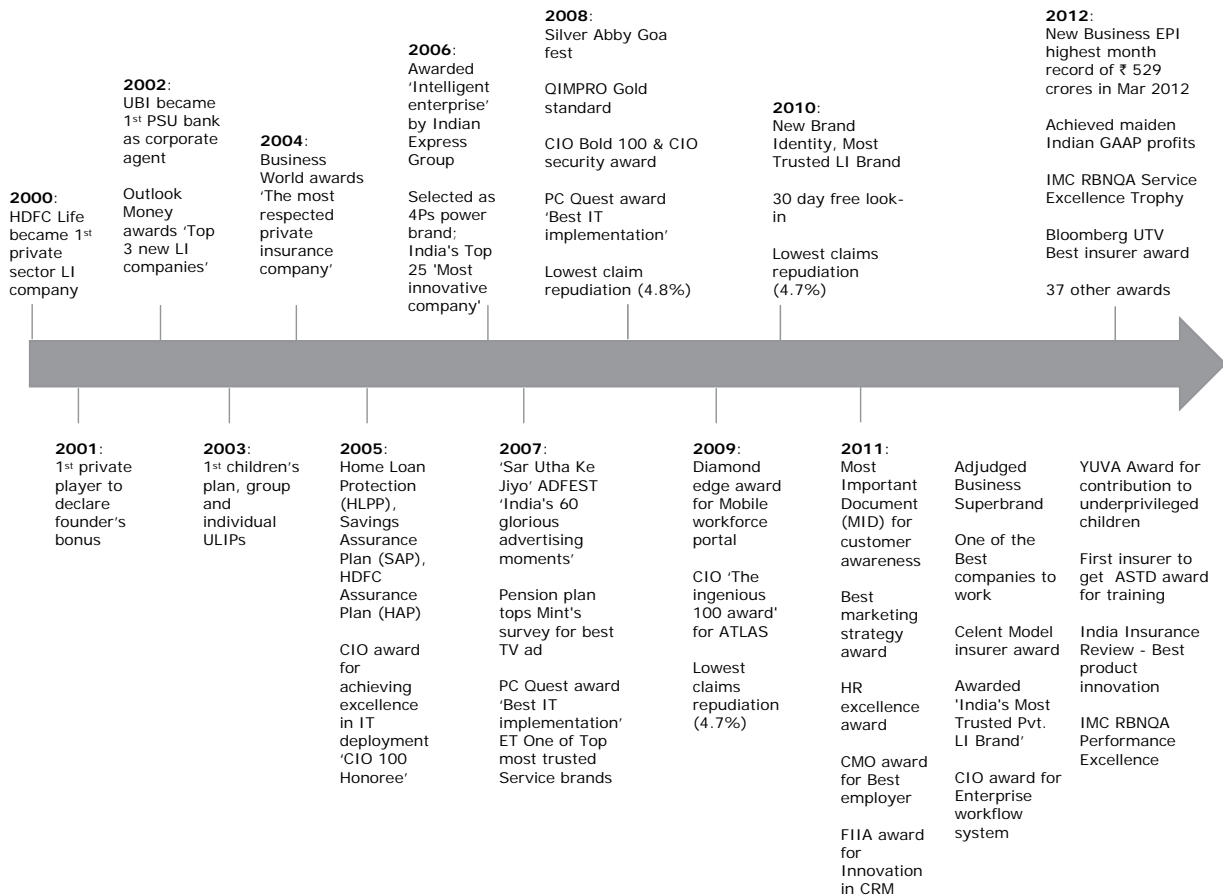 2000:
HDFC Life
became 1st
private
sector LI
company
2001:
1st private
player to
declare
founder's
bonus
2002:
UBI became
1st PSU bank
as corporate
agent
Outlook
Money
awards ‘Top
3 new LI
companies’
2003:
1st children's
plan, group
and
individual
ULIPs
2004:
Business
World awards
‘The most
respected
private
insurance
company’
2005:
Home Loan
Protection
(HLPP),
Savings
Assurance
Plan (SAP),
HDFC
Assurance
Plan (HAP)
CIO award
for
achieving
excellence
in IT
deployment
‘CIO 100
Honoree’
2006:
Awarded
‘Intelligent
enterprise’
by Indian
Express
Group
Selected as
4Ps power
brand;
India's Top
25 'Most
innovative
company'
2007:
‘Sar Utha Ke
Jiyo’ ADFEST
‘India's 60
glorious
advertising
moments’
Pension plan
tops Mint's
survey for best
TV ad
PC Quest award
‘Best IT
implementation’
ET One of Top
most trusted
Service brands
2008:
Silver Abby Goa
fest
QIMPRO Gold
standard
CIO Bold 100 & CIO
security award
PC Quest award
‘Best IT
implementation’
Lowest claim
repudiation (4.8%)
2009:
Diamond
edge award
for Mobile
workforce
portal
CIO ‘The
ingenious
100 award'
for ATLAS
Lowest
claims
repudiation
(4.7%)
2010:
New Brand
Identity, Most
Trusted LI Brand
30 day free look-
in
Lowest claims
repudiation
(4.7%)
2011:
Most
Important
Document
(MID) for
customer
awareness
Best
marketing
strategy
award
HR
excellence
award
CMO award
for Best
employer
FIIA award
for
Innovation
in CRM
Adjudged
Business
Superbrand
One of the
Best
companies to
work
Celent Model
insurer award
Awarded
'India's Most
Trusted Pvt.
LI Brand’
CIO award for
Enterprise
workflow
system
YUVA Award for
contribution to
underprivileged
children
First insurer to
get ASTD award
for training
India Insurance
Review - Best
product
innovation
IMC RBNQA
Performance
Excellence
2012:
New Business EPI
highest month
record of ₹ 529
crores in Mar 2012
Achieved maiden
Indian GAAP profits
IMC RBNQA Service
Excellence Trophy
Bloomberg UTV
Best insurer award
37 other awards